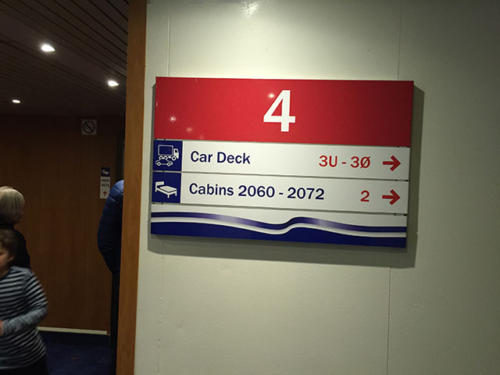 4
Car Deck 3U - 3Ø →
Cabins 2060 - 2072 2 →